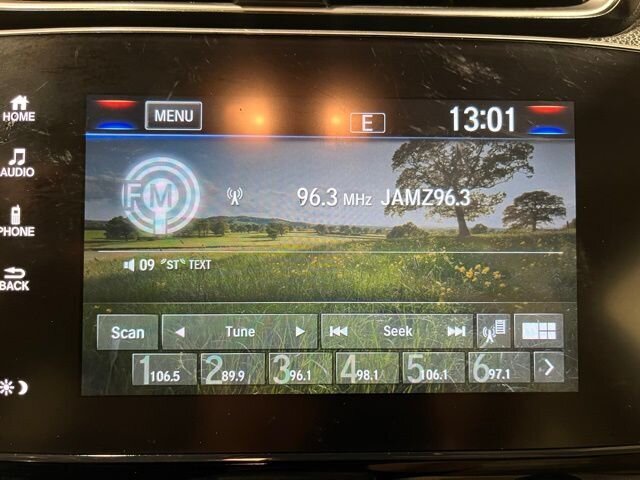 MENU E 13:01
HOME
AUDIO
FM 96.3 MHz JAMZ96.3
PHONE
09 "ST" TEXT
BACK
Scan Tune Seek
1 106.5 2 89.9 3 96.1 4 98.1 5 106.1 6 97.1